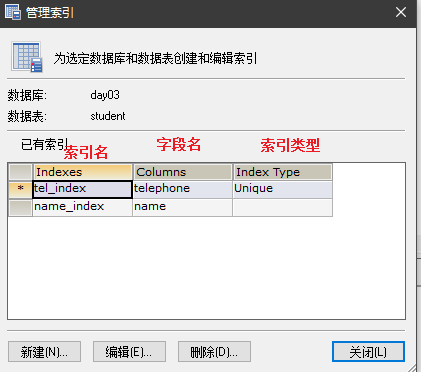 管理索引
为选定数据库和数据表创建和编辑索引
数据库: day03
数据表: student
已有索引
索引名 字段名 索引类型
Indexes Columns Index Type
* tel_index telephone Unique
name_index name
新建(N)... 编辑(E)... 删除(D)... 关闭(L)